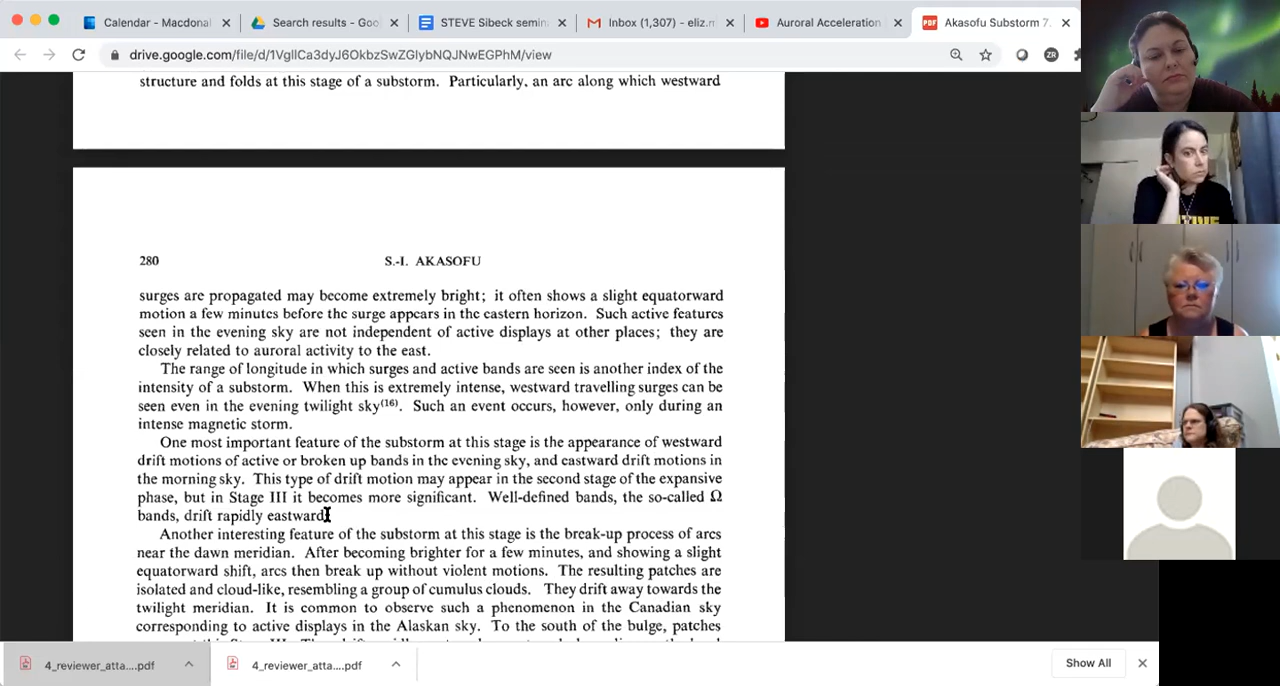 Calendar - Macdonal
Search results - Goo
STEVE Sibeck semin
Inbox (1,307) - eliz.m
Auroral Acceleration
PDF
Akasofu Substorm 7.
drive.google.com/file/d/1VgIlCa3dyJ6OkbzSwZGlybNQJNwEGPhM/view
ZR
structure and folds at this stage of a substorm. Particularly, an arc along which westward
280
S.-I. AKASOFU
surges are propagated may become extremely bright; it often shows a slight equatorward
motion a few minutes before the surge appears in the eastern horizon. Such active features
seen in the evening sky are not independent of active displays at other places; they are
closely related to auroral activity to the east.
The range of longitude in which surges and active bands are seen is another index of the
intensity of a substorm. When this is extremely intense, westward travelling surges can be
seen even in the evening twilight sky(16). Such an event occurs, however, only during an
intense magnetic storm.
One most important feature of the substorm at this stage is the appearance of westward
drift motions of active or broken up bands in the evening sky, and eastward drift motions in
the morning sky. This type of drift motion may appear in the second stage of the expansive
phase, but in Stage III it becomes more significant. Well-defined bands, the so-called Ω
bands, drift rapidly eastward
Another interesting feature of the substorm at this stage is the break-up process of arcs
near the dawn meridian. After becoming brighter for a few minutes, and showing a slight
equatorward shift, arcs then break up without violent motions. The resulting patches are
isolated and cloud-like, resembling a group of cumulus clouds. They drift away towards the
twilight meridian. It is common to observe such a phenomenon in the Canadian sky
corresponding to active displays in the Alaskan sky. To the south of the bulge, patches
4_reviewer_atta....pdf
4_reviewer_atta....pdf
Show All